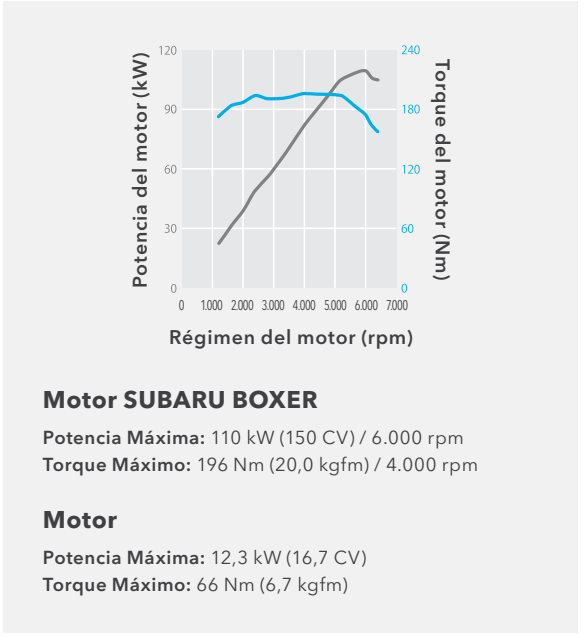 120
90
60
30
0
240
180
120
60
0
Potencia del motor (kW)
Torque del motor (Nm)
0 1.000 2.000 3.000 4.000 5.000 6.000 7.000
Régimen del motor (rpm)
Motor SUBARU BOXER
Potencia Máxima: 110 kW (150 CV) / 6.000 rpm
Torque Máximo: 196 Nm (20,0 kgfm) / 4.000 rpm
Motor
Potencia Máxima: 12,3 kW (16,7 CV)
Torque Máximo: 66 Nm (6,7 kgfm)